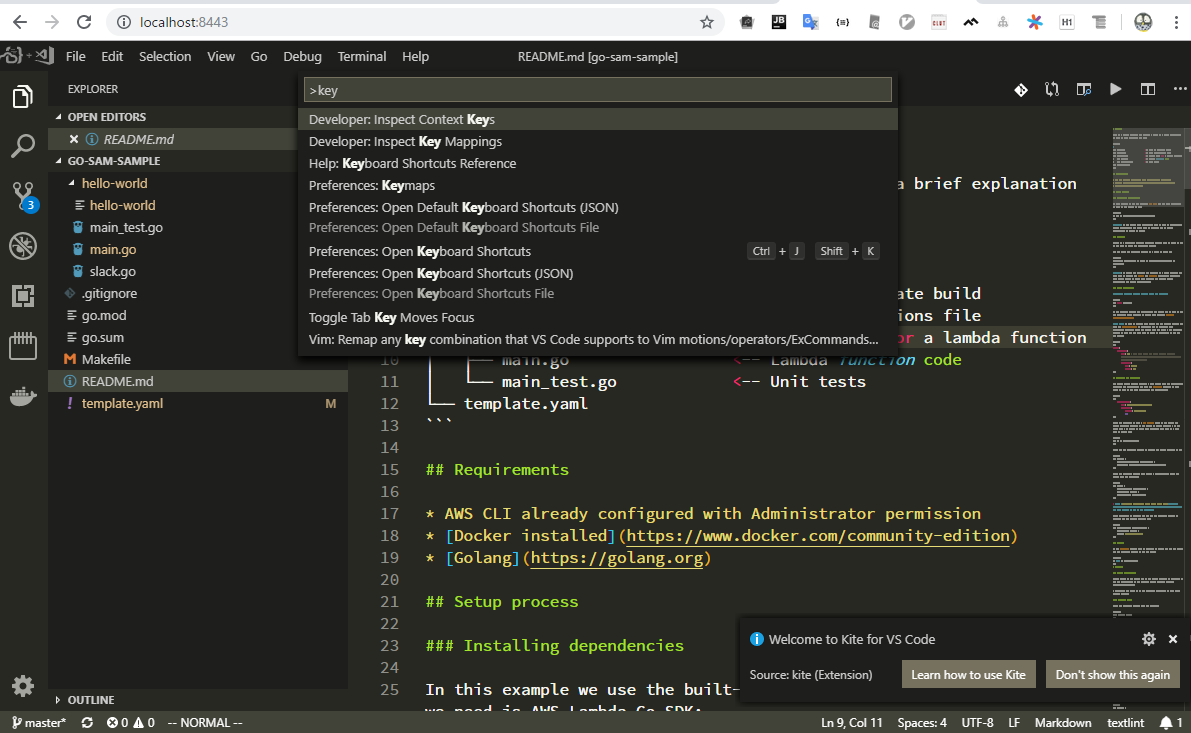 localhost:8443
JB
CLUT
H1
File Edit Selection View Go Debug Terminal Help README.md [go-sam-sample]
EXPLORER
OPEN EDITORS
README.md
GO-SAM-SAMPLE
hello-world
hello-world
main_test.go
main.go
slack.go
.gitignore
go.mod
go.sum
Makefile
README.md
template.yaml M
OUTLINE
3
>key
Developer: Inspect Context Keys
Developer: Inspect Key Mappings
Help: Keyboard Shortcuts Reference
Preferences: Keymaps
Preferences: Open Default Keyboard Shortcuts (JSON)
Preferences: Open Default Keyboard Shortcuts File
Preferences: Open Keyboard Shortcuts Ctrl + J Shift + K
Preferences: Open Keyboard Shortcuts (JSON)
Preferences: Open Keyboard Shortcuts File
Toggle Tab Key Moves Focus
Vim: Remap any key combination that VS Code supports to Vim motions/operators/ExCommands...
a brief explanation
ate build
ions file
or a lambda function
10 │ ├── main.go <-- Lambda function code
11 │ └── main_test.go <-- Unit tests
12 └── template.yaml
13 ```
14
15 ## Requirements
16
17 * AWS CLI already configured with Administrator permission
18 * [Docker installed](https://www.docker.com/community-edition)
19 * [Golang](https://golang.org)
20
21 ## Setup process
22
23 ### Installing dependencies
24
25 In this example we use the built-
we need is AWS Lambda Go SDK:
Welcome to Kite for VS Code
Source: kite (Extension) Learn how to use Kite Don't show this again
master* 0 0 -- NORMAL -- Ln 9, Col 11 Spaces: 4 UTF-8 LF Markdown textlint 1